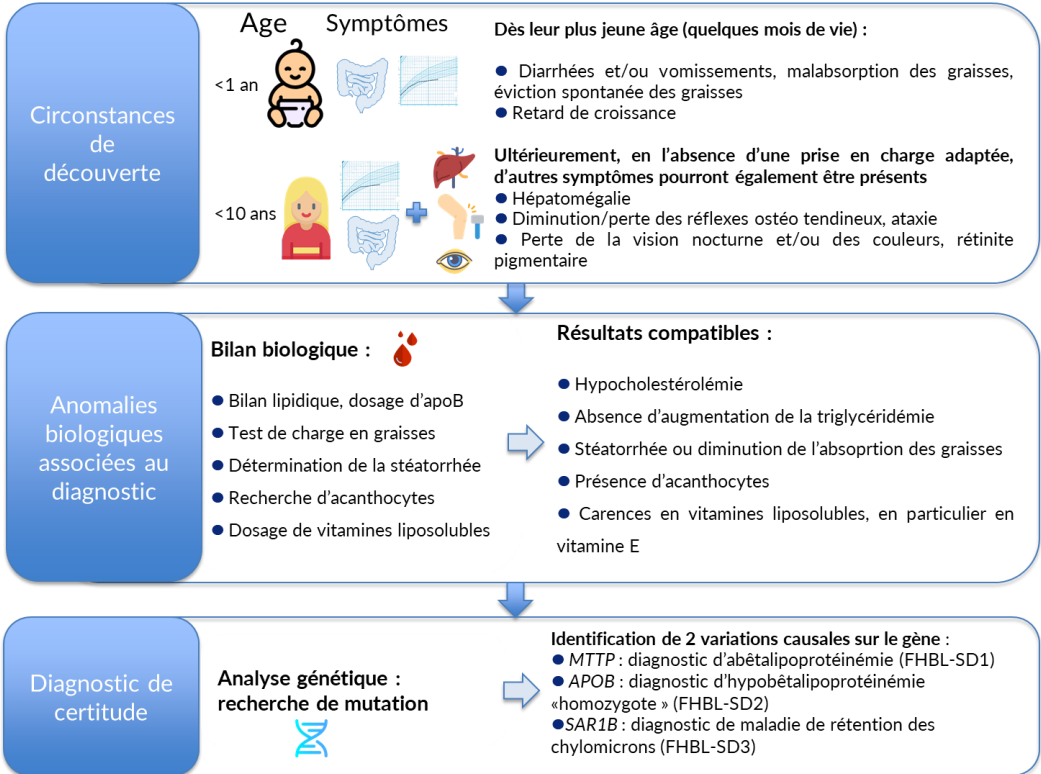 Circonstances
de
découverte
Age
Symptômes
<1 an
<10 ans
Dès leur plus jeune âge (quelques mois de vie) :
● Diarrhées et/ou vomissements, malabsorption des graisses,
éviction spontanée des graisses
● Retard de croissance
Ultérieurement, en l’absence d’une prise en charge adaptée,
d’autres symptômes pourront également être présents
● Hépatomégalie
● Diminution/perte des réflexes ostéo tendineux, ataxie
● Perte de la vision nocturne et/ou des couleurs, rétinite
pigmentaire
Anomalies
biologiques
associées au
diagnostic
Bilan biologique :
● Bilan lipidique, dosage d’apoB
● Test de charge en graisses
● Détermination de la stéatorrhée
● Recherche d’acanthocytes
● Dosage de vitamines liposolubles
Résultats compatibles :
● Hypocholestérolémie
● Absence d’augmentation de la triglycéridémie
● Stéatorrhée ou diminution de l’absoprtion des graisses
● Présence d’acanthocytes
● Carences en vitamines liposolubles, en particulier en
vitamine E
Diagnostic de
certitude
Analyse génétique :
recherche de mutation
Identification de 2 variations causales sur le gène :
● MTTP : diagnostic d’abêtalipoprotéinémie (FHBL-SD1)
● APOB : diagnostic d’hypobêtalipoprotéinémie
«homozygote » (FHBL-SD2)
●SAR1B : diagnostic de maladie de rétention des
chylomicrons (FHBL-SD3)